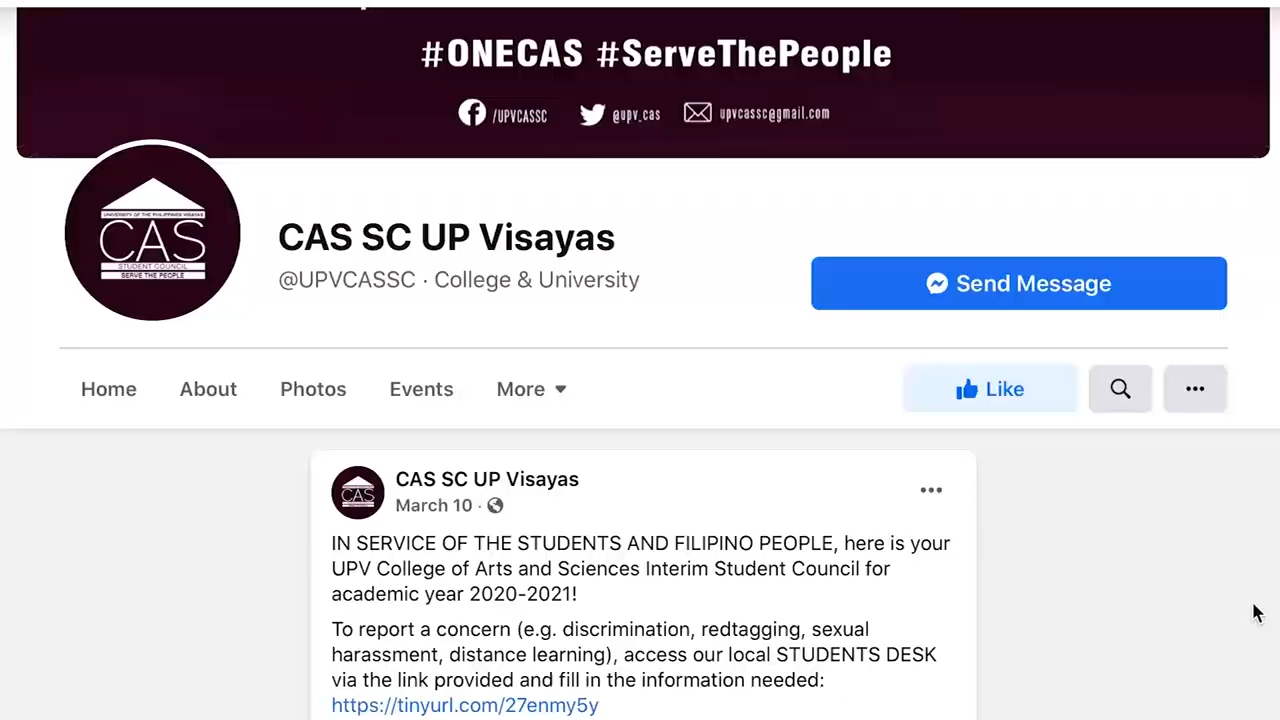 #ONECAS #ServeThePeople
/UPVCASSC @upv_cas upvcassc@gmail.com
UNIVERSITY OF THE PHILIPPINES VISAYAS
CAS
STUDENT COUNCIL
SERVE THE PEOPLE
CAS SC UP Visayas
@UPVCASSC · College & University
Send Message
Home About Photos Events More
Like
CAS
CAS SC UP Visayas
March 10 ·
IN SERVICE OF THE STUDENTS AND FILIPINO PEOPLE, here is your
UPV College of Arts and Sciences Interim Student Council for
academic year 2020-2021!
To report a concern (e.g. discrimination, redtagging, sexual
harassment, distance learning), access our local STUDENTS DESK
via the link provided and fill in the information needed:
https://tinyurl.com/27enmy5y